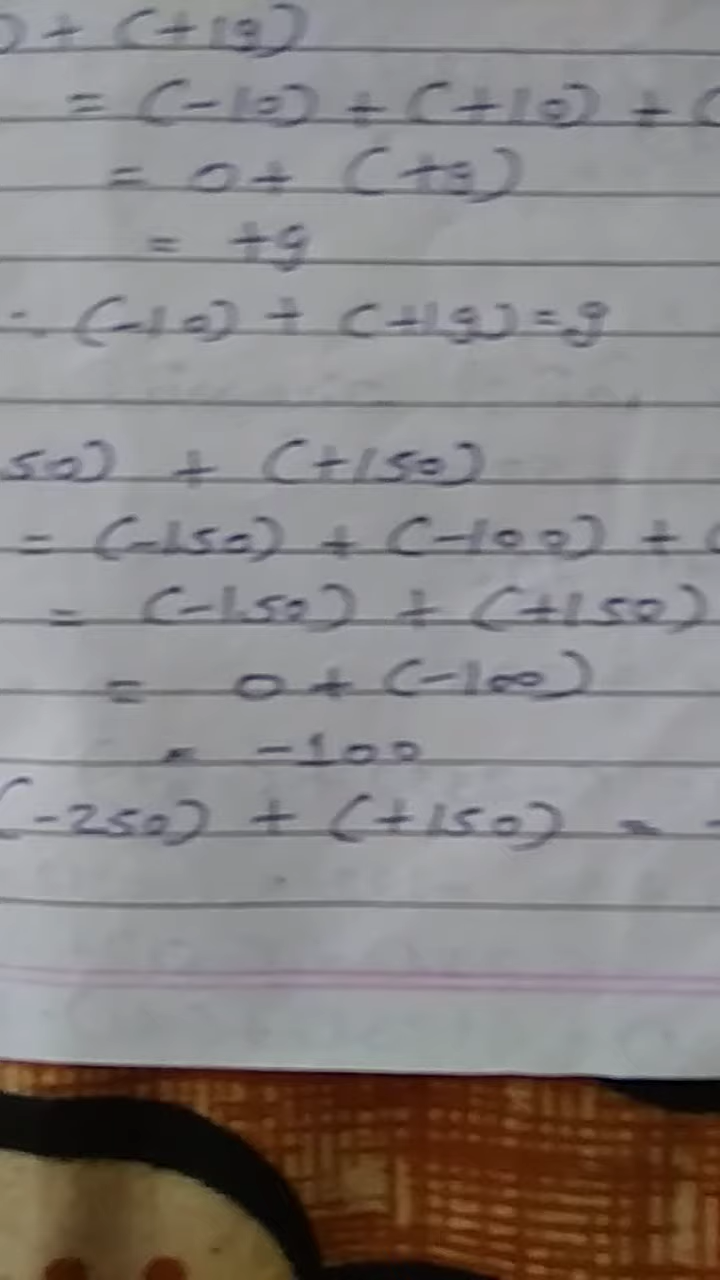 ) + (+19)
= (-10) + (+10) + (
= 0 + (+9)
= +9
∴ (-10) + (+19) = 9
50) + (+150)
= (-150) + (-100) + (
= (-150) + (+150)
= 0 + (-100)
= -100
(-250) + (+150) = -